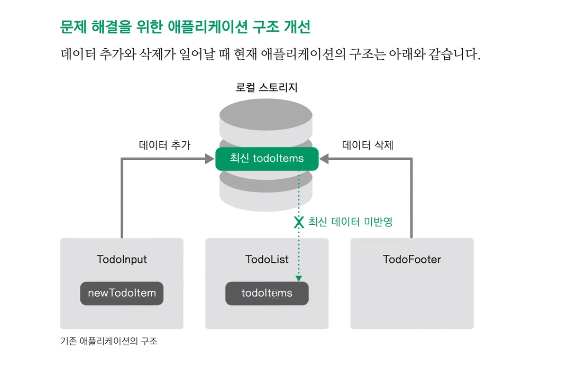 문제 해결을 위한 애플리케이션 구조 개선
데이터 추가와 삭제가 일어날 때 현재 애플리케이션의 구조는 아래와 같습니다.
로컬 스토리지
데이터 추가
데이터 삭제
최신 todoItems
최신 데이터 미반영
TodoInput
TodoList
TodoFooter
newTodoItem
todoItems
기존 애플리케이션의 구조